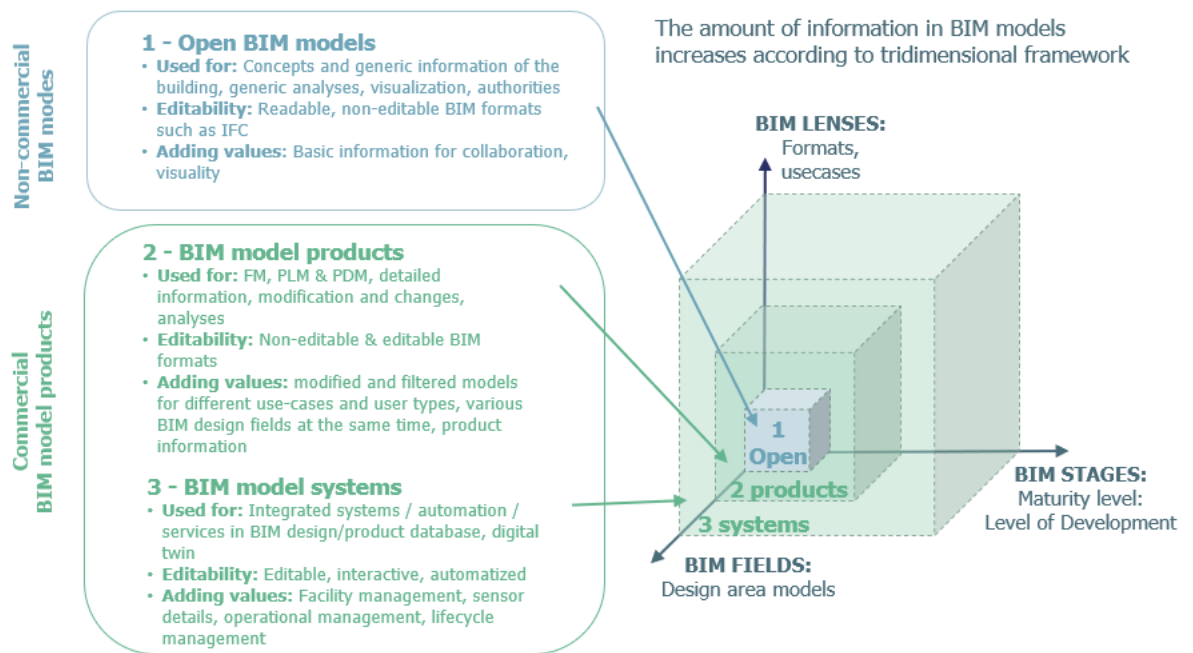 Non-commercial
BIM modes
1 - Open BIM models
• Used for: Concepts and generic information of the
building, generic analyses, visualization, authorities
• Editability: Readable, non-editable BIM formats
such as IFC
• Adding values: Basic information for collaboration,
visuality
Commercial
BIM model products
2 - BIM model products
• Used for: FM, PLM & PDM, detailed
information, modification and changes,
analyses
• Editability: Non-editable & editable BIM
formats
• Adding values: modified and filtered models
for different use-cases and user types, various
BIM design fields at the same time, product
information
3 - BIM model systems
• Used for: Integrated systems / automation /
services in BIM design/product database, digital
twin
• Editability: Editable, interactive, automatized
• Adding values: Facility management, sensor
details, operational management, lifecycle
management
The amount of information in BIM models
increases according to tridimensional framework
BIM LENSES:
Formats,
usecases
1
Open
2 products
3 systems
BIM STAGES:
Maturity level:
Level of Development
BIM FIELDS:
Design area models